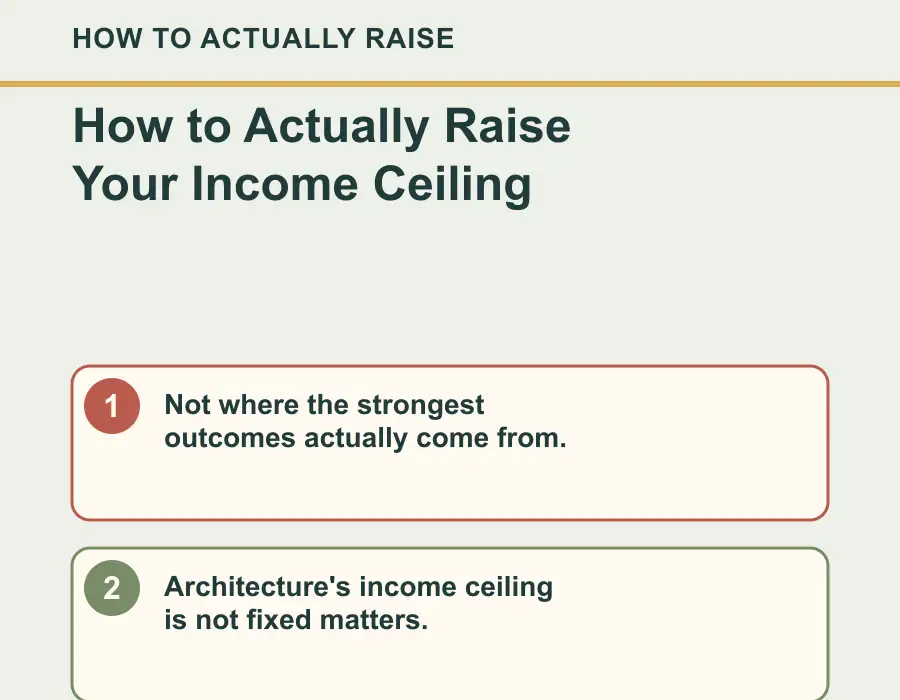 HOW TO ACTUALLY RAISE
How to Actually Raise
Your Income Ceiling
1
Not where the strongest
outcomes actually come from.
2
Architecture's income ceiling
is not fixed matters.